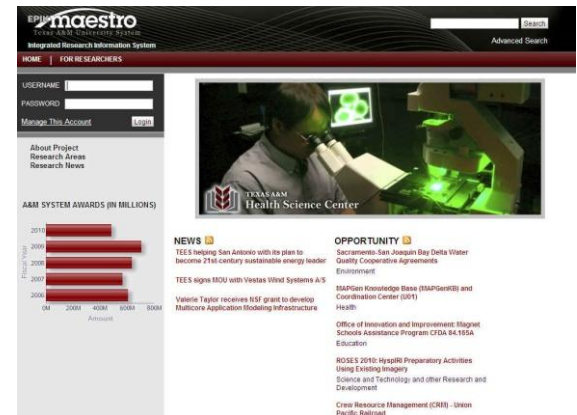 EPIK maestro
Texas A&M University System
Integrated Research Information System
Search
Advanced Search
HOME | FOR RESEARCHERS
USERNAME
PASSWORD
Manage This Account
Login
About Project
Research Areas
Research News
A&M SYSTEM AWARDS (IN MILLIONS)
Fiscal Year
2010
2009
2008
2007
2006
0M 200M 400M 600M 800M
Amount
TEXAS A&M
Health Science Center
NEWS
TEES helping San Antonio with its plan to
become 21st-century sustainable energy leader
TEES signs MOU with Vestas Wind Systems A/S
Valerie Taylor receives NSF grant to develop
Multicore Application Modeling Infrastructure
OPPORTUNITY
Sacramento-San Joaquin Bay Delta Water
Quality Cooperative Agreements
Environment
MAPGen Knowledge Base (MAPGenKB) and
Coordination Center (U01)
Health
Office of Innovation and Improvement: Magnet
Schools Assistance Program CFDA 84.165A
Education
ROSES 2010: HyspIRI Preparatory Activities
Using Existing Imagery
Science and Technology and other Research and
Development
Crew Resource Management (CRM) - Union
Pacific Railroad